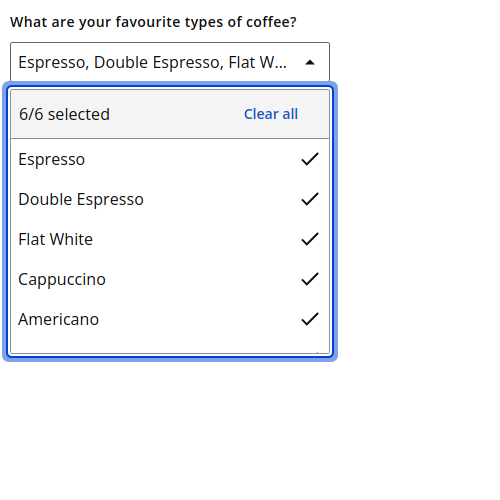 What are your favourite types of coffee?
Espresso, Double Espresso, Flat W...
6/6 selected Clear all
Espresso
Double Espresso
Flat White
Cappuccino
Americano